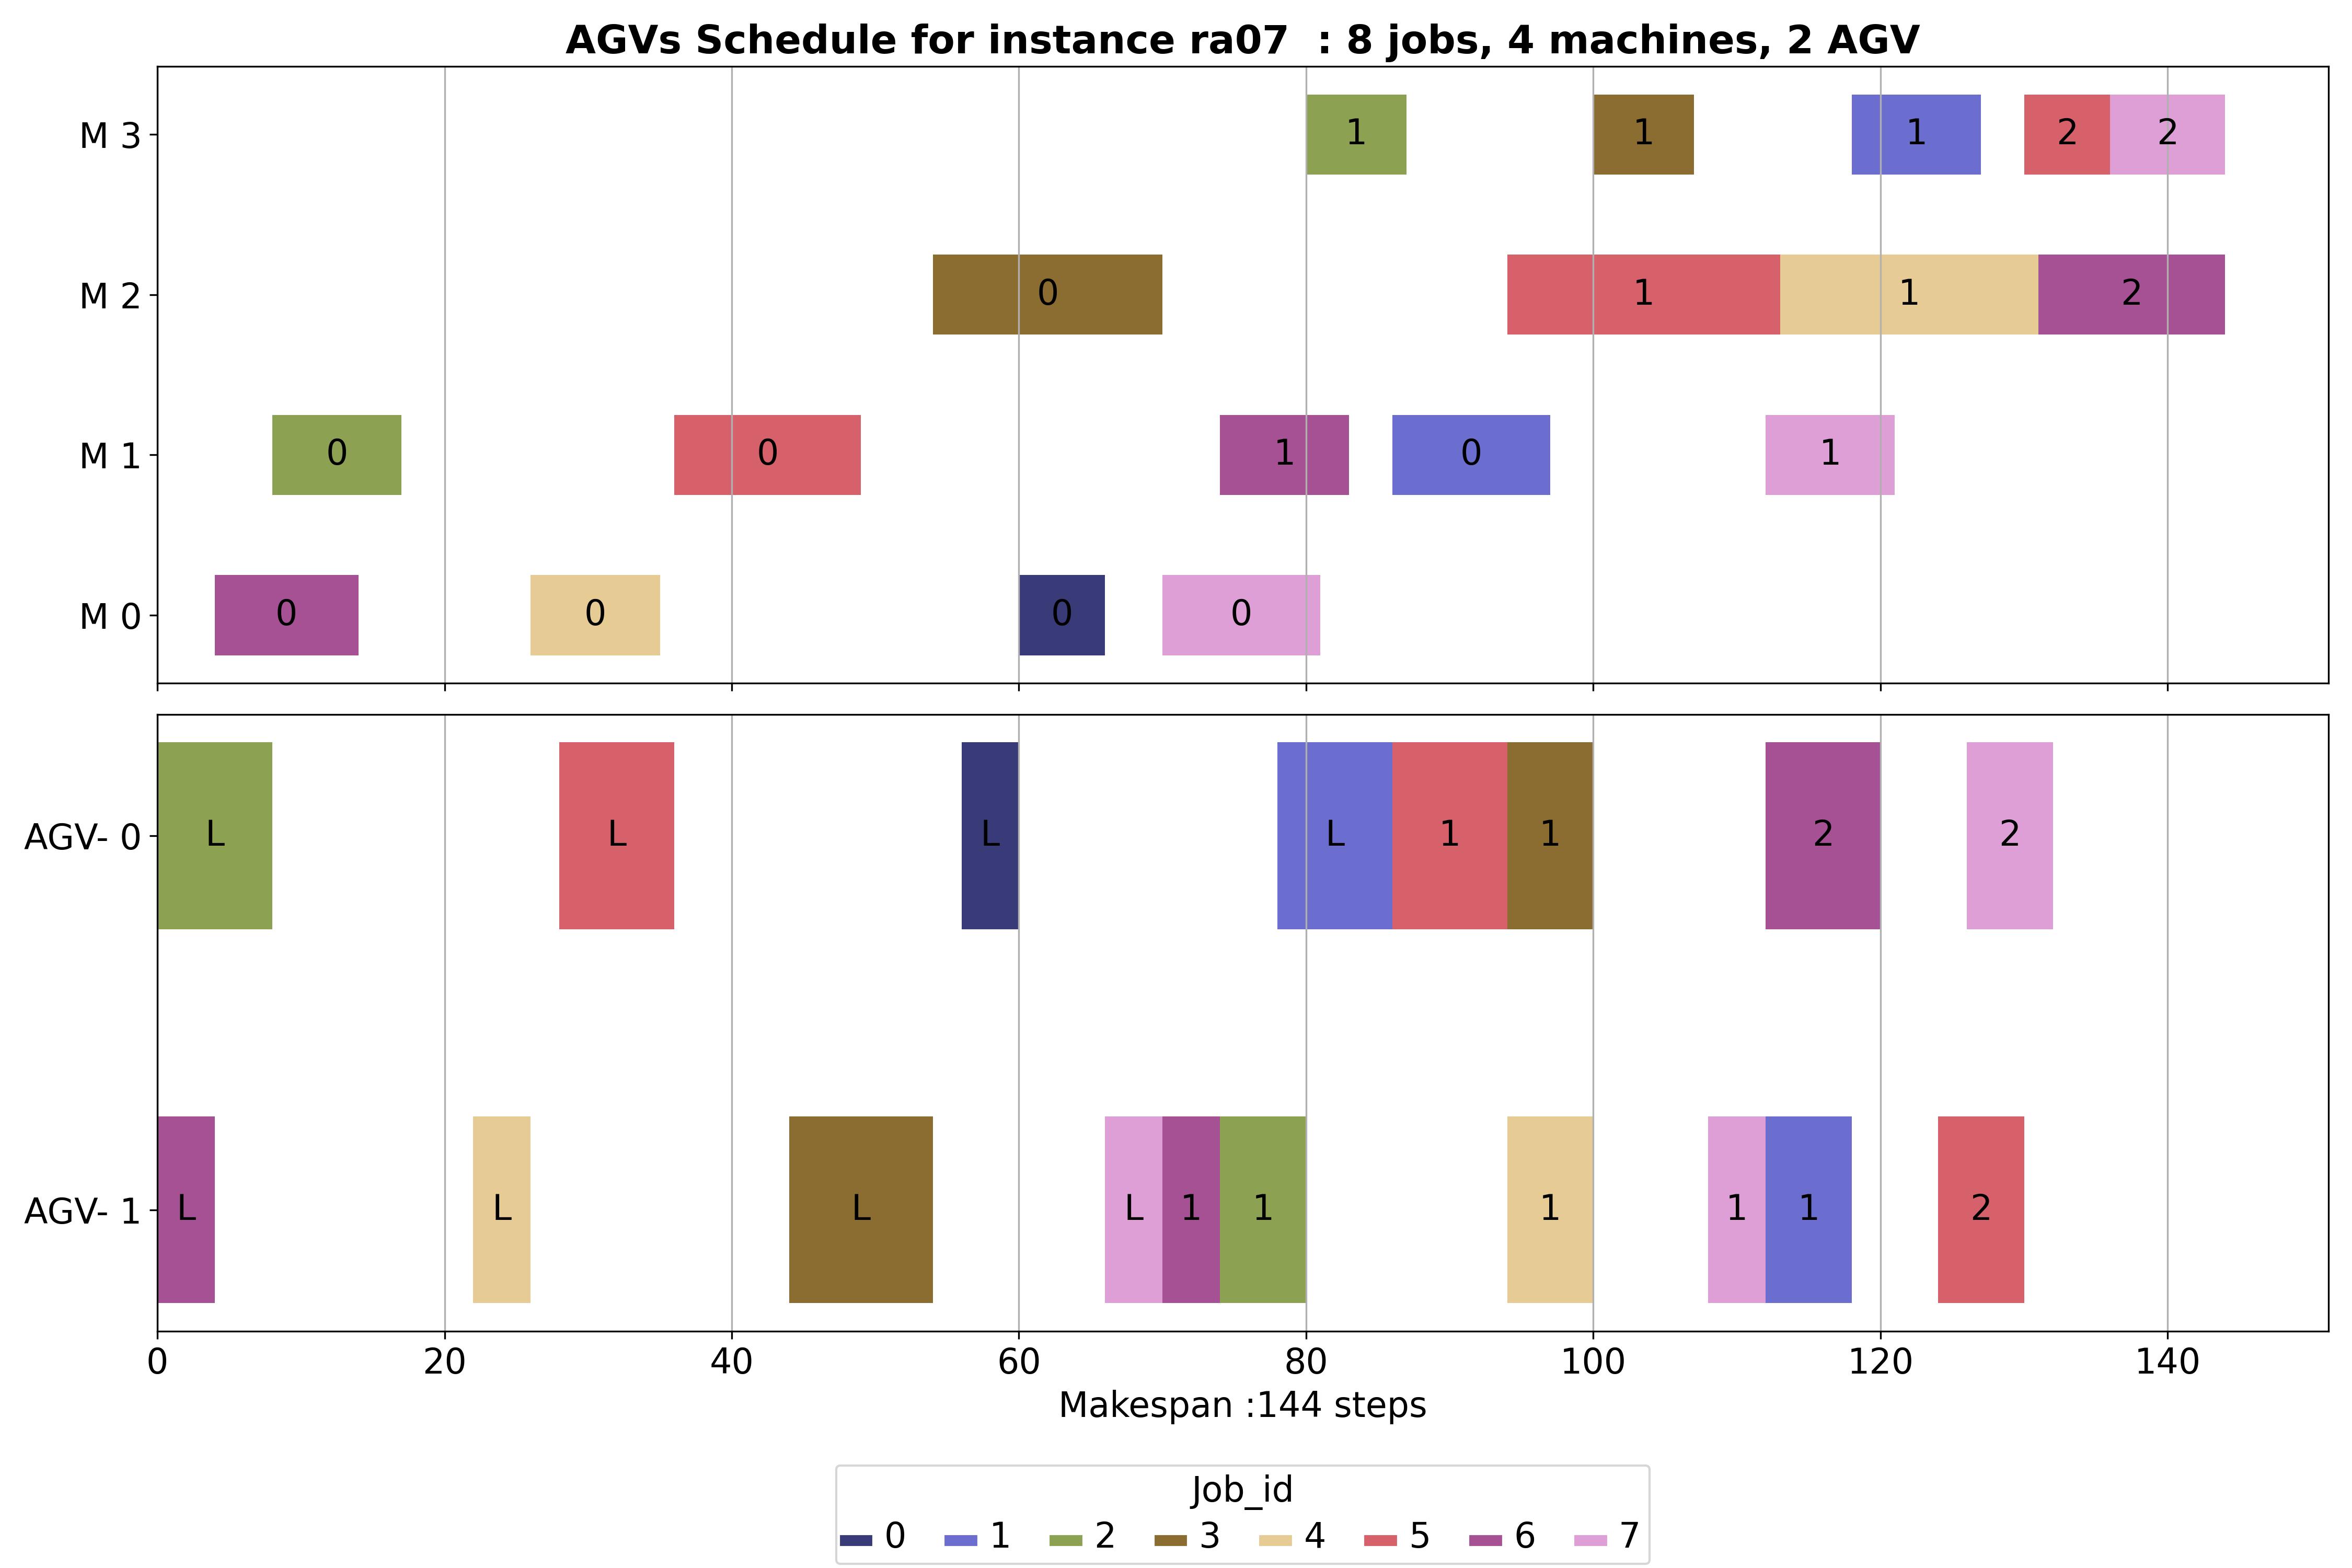 AGVs Schedule for instance ra07  : 8 jobs, 4 machines, 2 AGV
M 3 1 1 1 2 2
M 2 0 1 1 2
M 1 0 0 1 0 1
M 0 0 0 0 0
AGV- 0 L L L L 1 1 2 2
AGV- 1 L L L L 1 1 1 1 1 2
0 20 40 60 80 100 120 140
Makespan :144 steps
Job_id
0 1 2 3 4 5 6 7